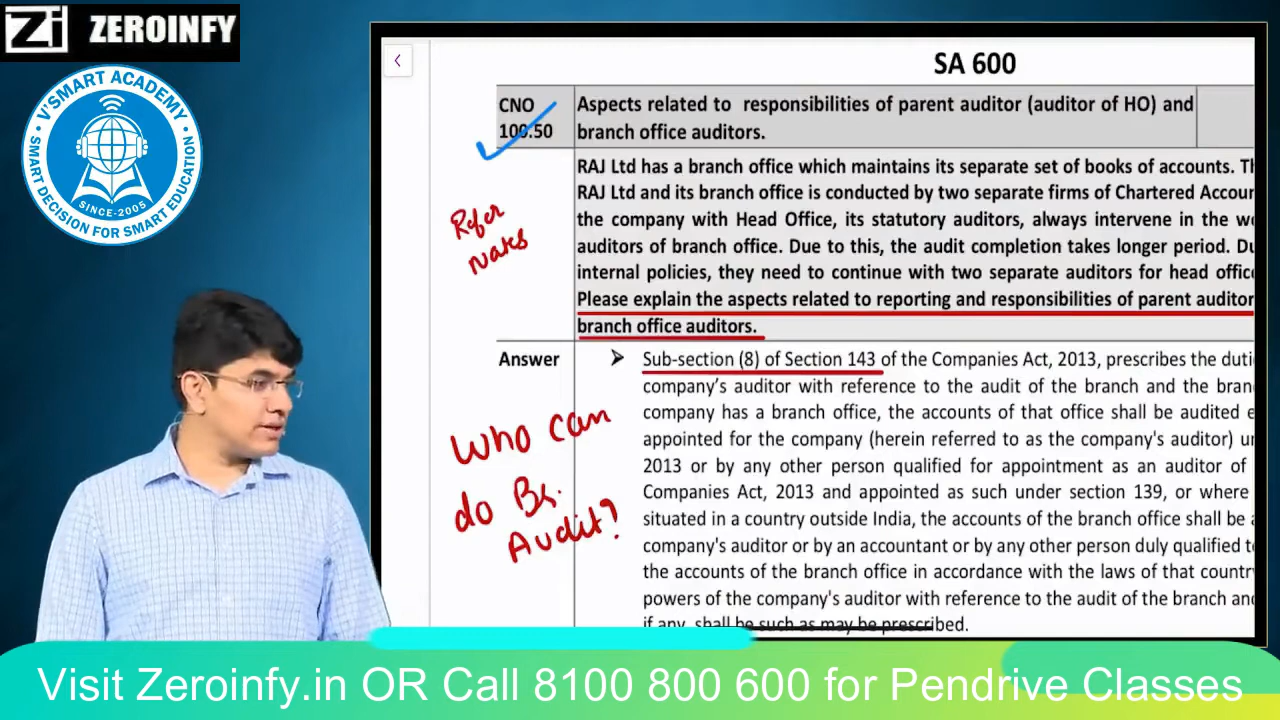 Zi ZEROINFY
V'SMART ACADEMY
SINCE-2005
SMART DECISION FOR SMART EDUCATION
SA 600
CNO 100.50
Aspects related to responsibilities of parent auditor (auditor of HO) and
branch office auditors.
RAJ Ltd has a branch office which maintains its separate set of books of accounts.
RAJ Ltd and its branch office is conducted by two separate firms of Chartered
the company with Head Office, its statutory auditors, always intervene in the
auditors of branch office. Due to this, the audit completion takes longer period.
internal policies, they need to continue with two separate auditors for head
Please explain the aspects related to reporting and responsibilities of parent auditor
branch office auditors.
Refer
notes
Answer
➤ Sub-section (8) of Section 143 of the Companies Act, 2013, prescribes the
company's auditor with reference to the audit of the branch and the
company has a branch office, the accounts of that office shall be audited
appointed for the company (herein referred to as the company's auditor)
2013 or by any other person qualified for appointment as an auditor of
Companies Act, 2013 and appointed as such under section 139, or where
situated in a country outside India, the accounts of the branch office shall be
company's auditor or by an accountant or by any other person duly qualified
the accounts of the branch office in accordance with the laws of that
powers of the company's auditor with reference to the audit of the branch
if any, shall be such as may be prescribed.
Who can
do Br.
Audit?
Visit Zeroinfy.in OR Call 8100 800 600 for Pendrive Classes